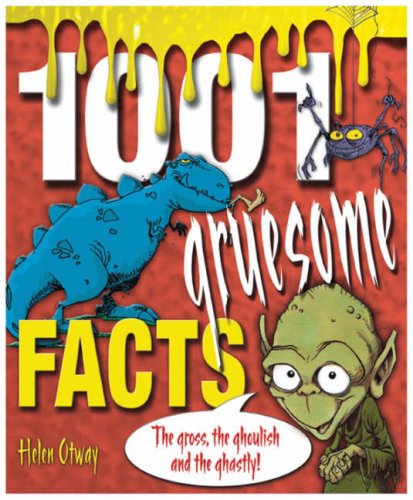 1001
gruesome
FACTS
The gross, the ghoulish
and the ghastly!
Helen Otway